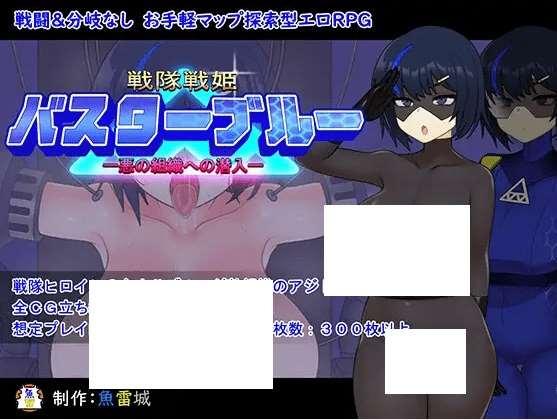 戦闘＆分岐なし お手軽マップ探索型エロRPG
戦隊戦姫
バスターブルー
―悪の組織への潜入―
戦隊ヒロイン
のアジ
全CG立ち
想定プレイ
枚数：３００枚以上
魚雷
制作：魚雷城